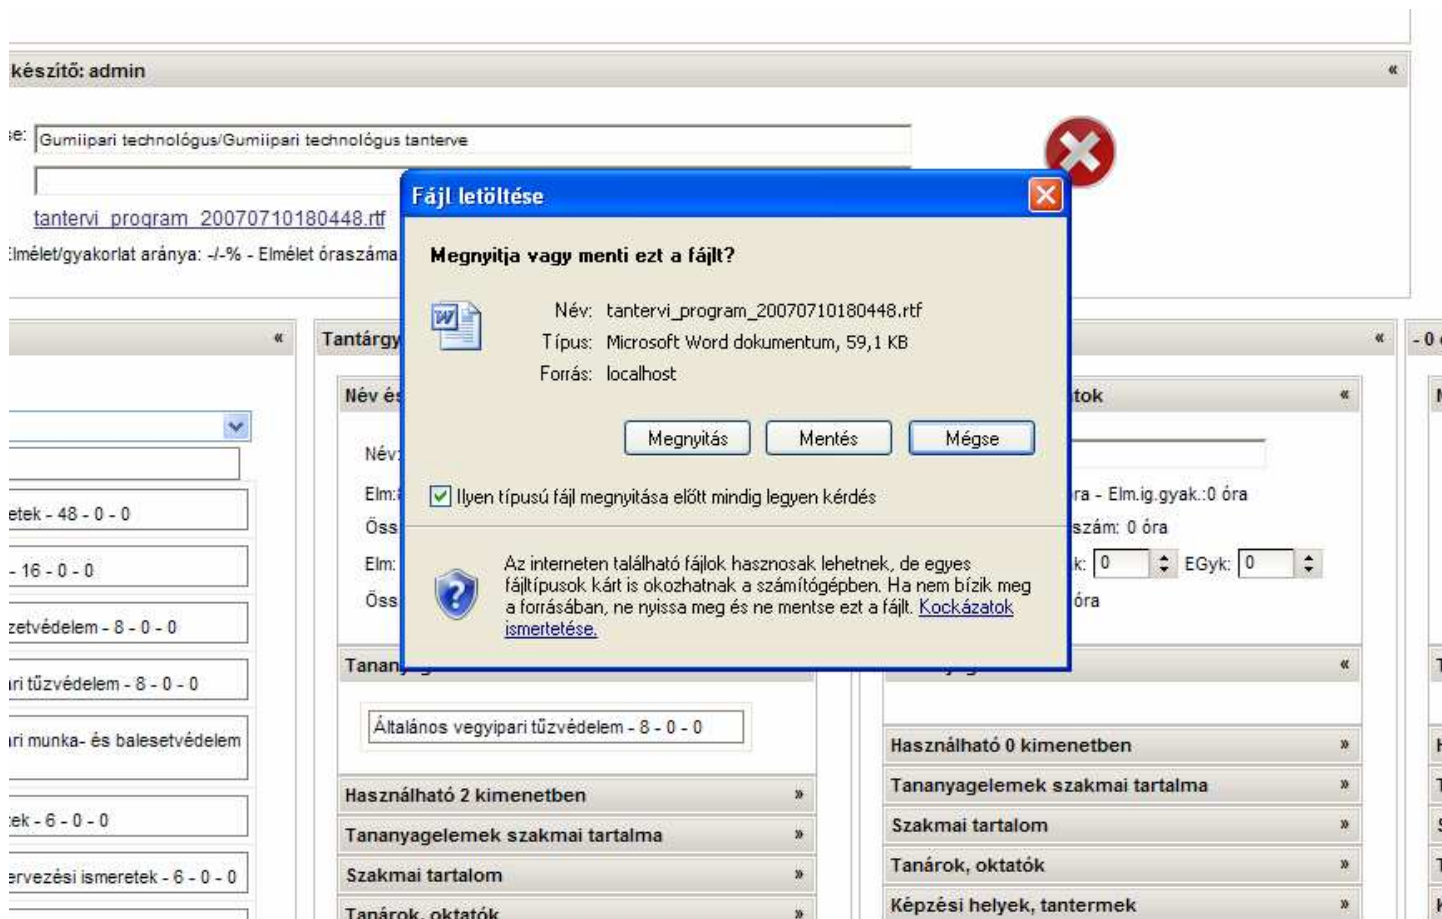 készítő: admin «
se: Gumiipari technológus/Gumiipari technológus tanterve
tantervi_program_20070710180448.rtf
Elmélet/gyakorlat aránya: -/-% - Elmélet óraszáma
Fájl letöltése
Megnyitja vagy menti ezt a fájlt?
Név: tantervi_program_20070710180448.rtf
Típus: Microsoft Word dokumentum, 59,1 KB
Forrás: localhost
Megnyitás Mentés Mégse
Ilyen típusú fájl megnyitása előtt mindig legyen kérdés
Az interneten található fájlok hasznosak lehetnek, de egyes
fájltípusok kárt is okozhatnak a számítógépben. Ha nem bízik meg
a forrásában, ne nyissa meg és ne mentse ezt a fájlt. Kockázatok
ismertetése.
«
etek - 48 - 0 - 0
- 16 - 0 - 0
zetvédelem - 8 - 0 - 0
ri tűzvédelem - 8 - 0 - 0
ri munka- és balesetvédelem
ek - 6 - 0 - 0
ervezési ismeretek - 6 - 0 - 0
Tantárgy
Név és
Név:
Elm:
Öss
Elm:
Öss
Tanany
Általános vegyipari tűzvédelem - 8 - 0 - 0
Használható 2 kimenetben »
Tananyagelemek szakmai tartalma »
Szakmai tartalom »
Tanárok, oktatók »
«
tok «
ra - Elm.ig.gyak.:0 óra
szám: 0 óra
k: 0 EGyk: 0
óra
«
Használható 0 kimenetben »
Tananyagelemek szakmai tartalma »
Szakmai tartalom »
Tanárok, oktatók »
Képzési helyek, tantermek »
- 0